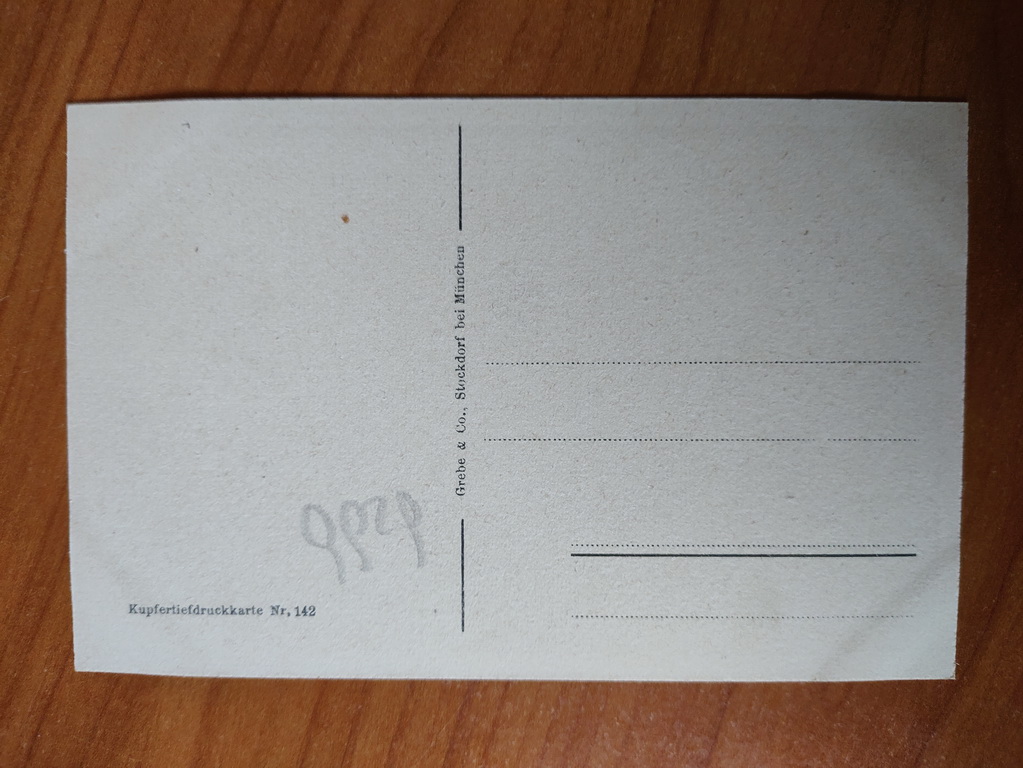 Grebe & Co., Stockdorf bei München
Kupfertiefdruckkarte Nr. 142